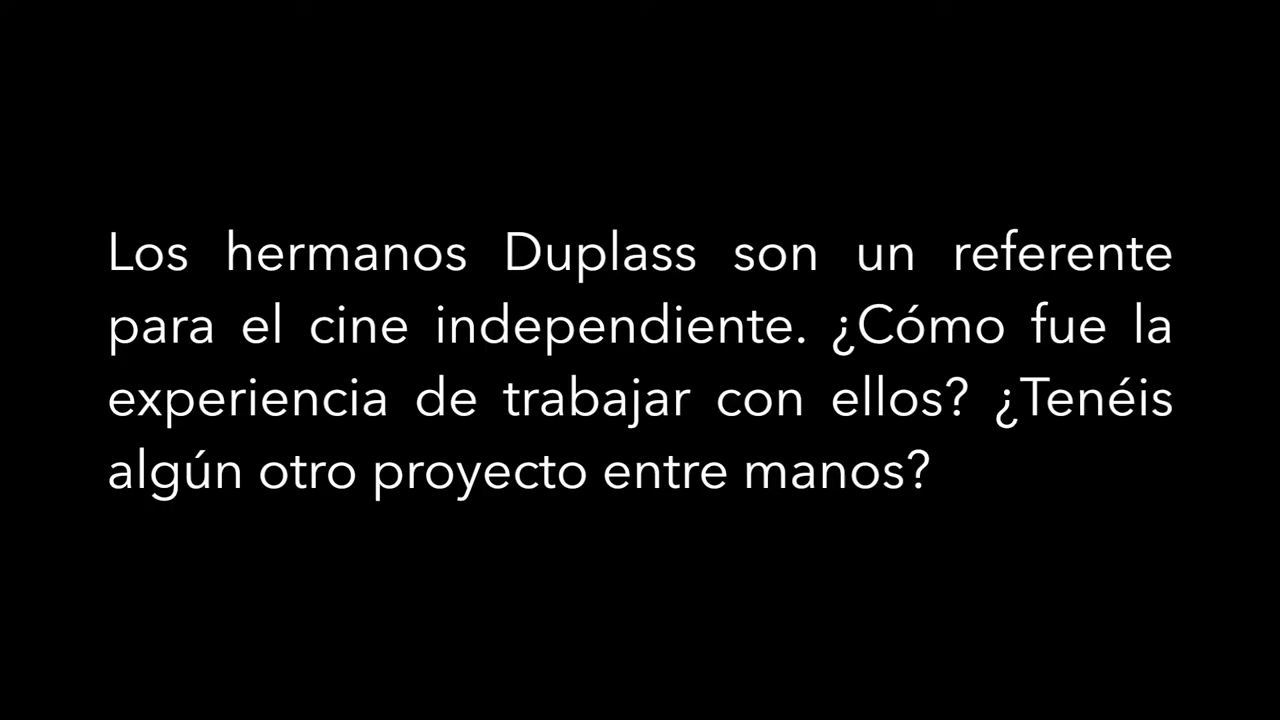 Los hermanos Duplass son un referente
para el cine independiente. ¿Cómo fue la
experiencia de trabajar con ellos? ¿Tenéis
algún otro proyecto entre manos?